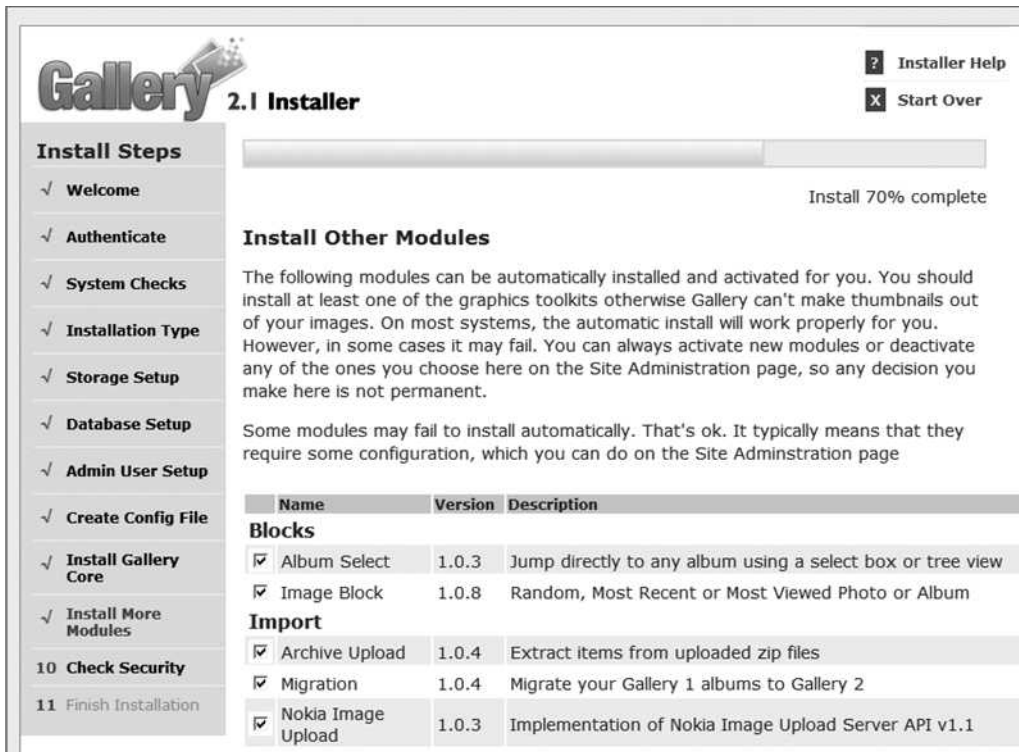 Gallery
2.1 Installer
? Installer Help
X Start Over
Install Steps
√ Welcome
√ Authenticate
√ System Checks
√ Installation Type
√ Storage Setup
√ Database Setup
√ Admin User Setup
√ Create Config File
√ Install Gallery
Core
√ Install More
Modules
10 Check Security
11 Finish Installation
Install 70% complete
Install Other Modules
The following modules can be automatically installed and activated for you. You should
install at least one of the graphics toolkits otherwise Gallery can't make thumbnails out
of your images. On most systems, the automatic install will work properly for you.
However, in some cases it may fail. You can always activate new modules or deactivate
any of the ones you choose here on the Site Administration page, so any decision you
make here is not permanent.
Some modules may fail to install automatically. That's ok. It typically means that they
require some configuration, which you can do on the Site Adminstration page
Name Version Description
Blocks
Album Select 1.0.3 Jump directly to any album using a select box or tree view
Image Block 1.0.8 Random, Most Recent or Most Viewed Photo or Album
Import
Archive Upload 1.0.4 Extract items from uploaded zip files
Migration 1.0.4 Migrate your Gallery 1 albums to Gallery 2
Nokia Image
Upload 1.0.3 Implementation of Nokia Image Upload Server API v1.1